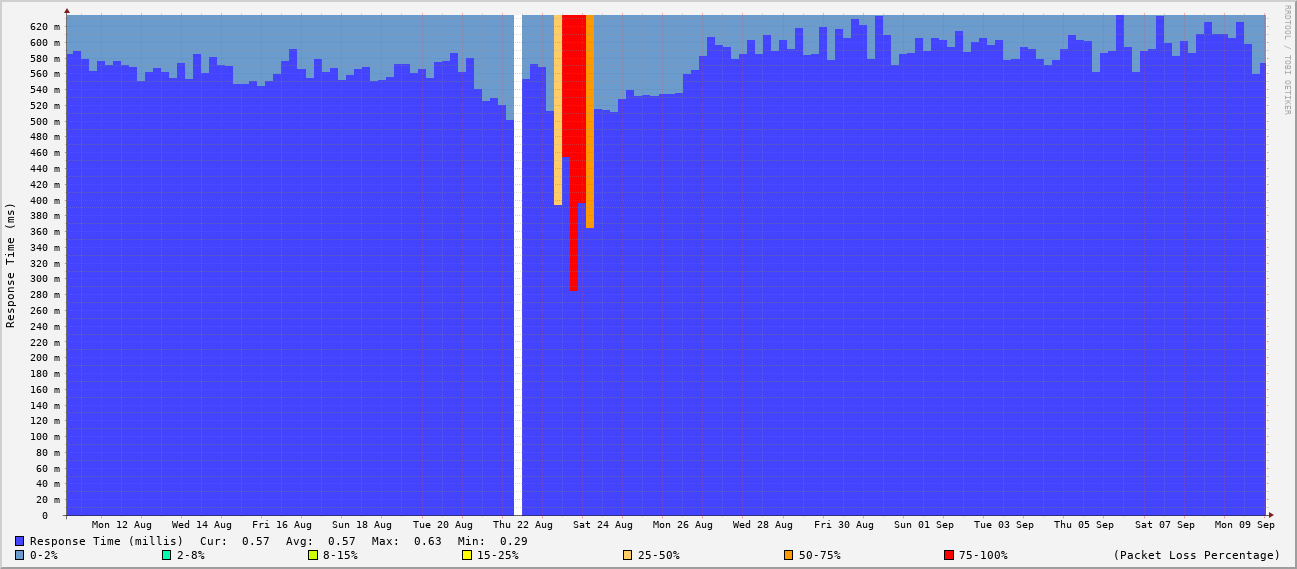 RRDTOOL / TOBI OETIKER
Response Time (ms)
620 m
600 m
580 m
560 m
540 m
520 m
500 m
480 m
460 m
440 m
420 m
400 m
380 m
360 m
340 m
320 m
300 m
280 m
260 m
240 m
220 m
200 m
180 m
160 m
140 m
120 m
100 m
80 m
60 m
40 m
20 m
0
Mon 12 Aug Wed 14 Aug Fri 16 Aug Sun 18 Aug Tue 20 Aug Thu 22 Aug Sat 24 Aug Mon 26 Aug Wed 28 Aug Fri 30 Aug Sun 01 Sep Tue 03 Sep Thu 05 Sep Sat 07 Sep Mon 09 Sep
Response Time (millis) Cur: 0.57 Avg: 0.57 Max: 0.63 Min: 0.29
0-2% 2-8% 8-15% 15-25% 25-50% 50-75% 75-100% (Packet Loss Percentage)